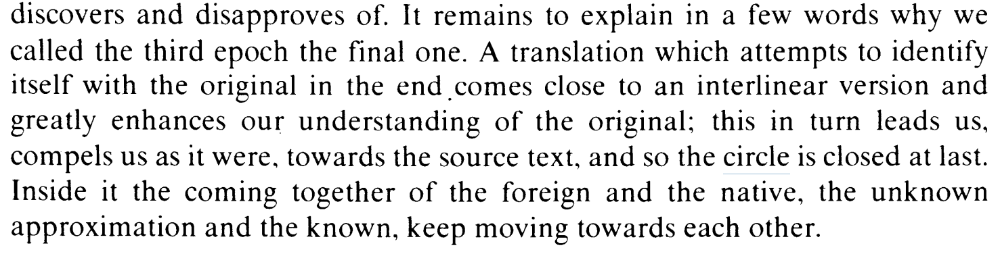 discovers and disapproves of. It remains to explain in a few words why we
called the third epoch the final one. A translation which attempts to identify
itself with the original in the end comes close to an interlinear version and
greatly enhances our understanding of the original; this in turn leads us,
compels us as it were, towards the source text, and so the circle is closed at last.
Inside it the coming together of the foreign and the native, the unknown
approximation and the known, keep moving towards each other.